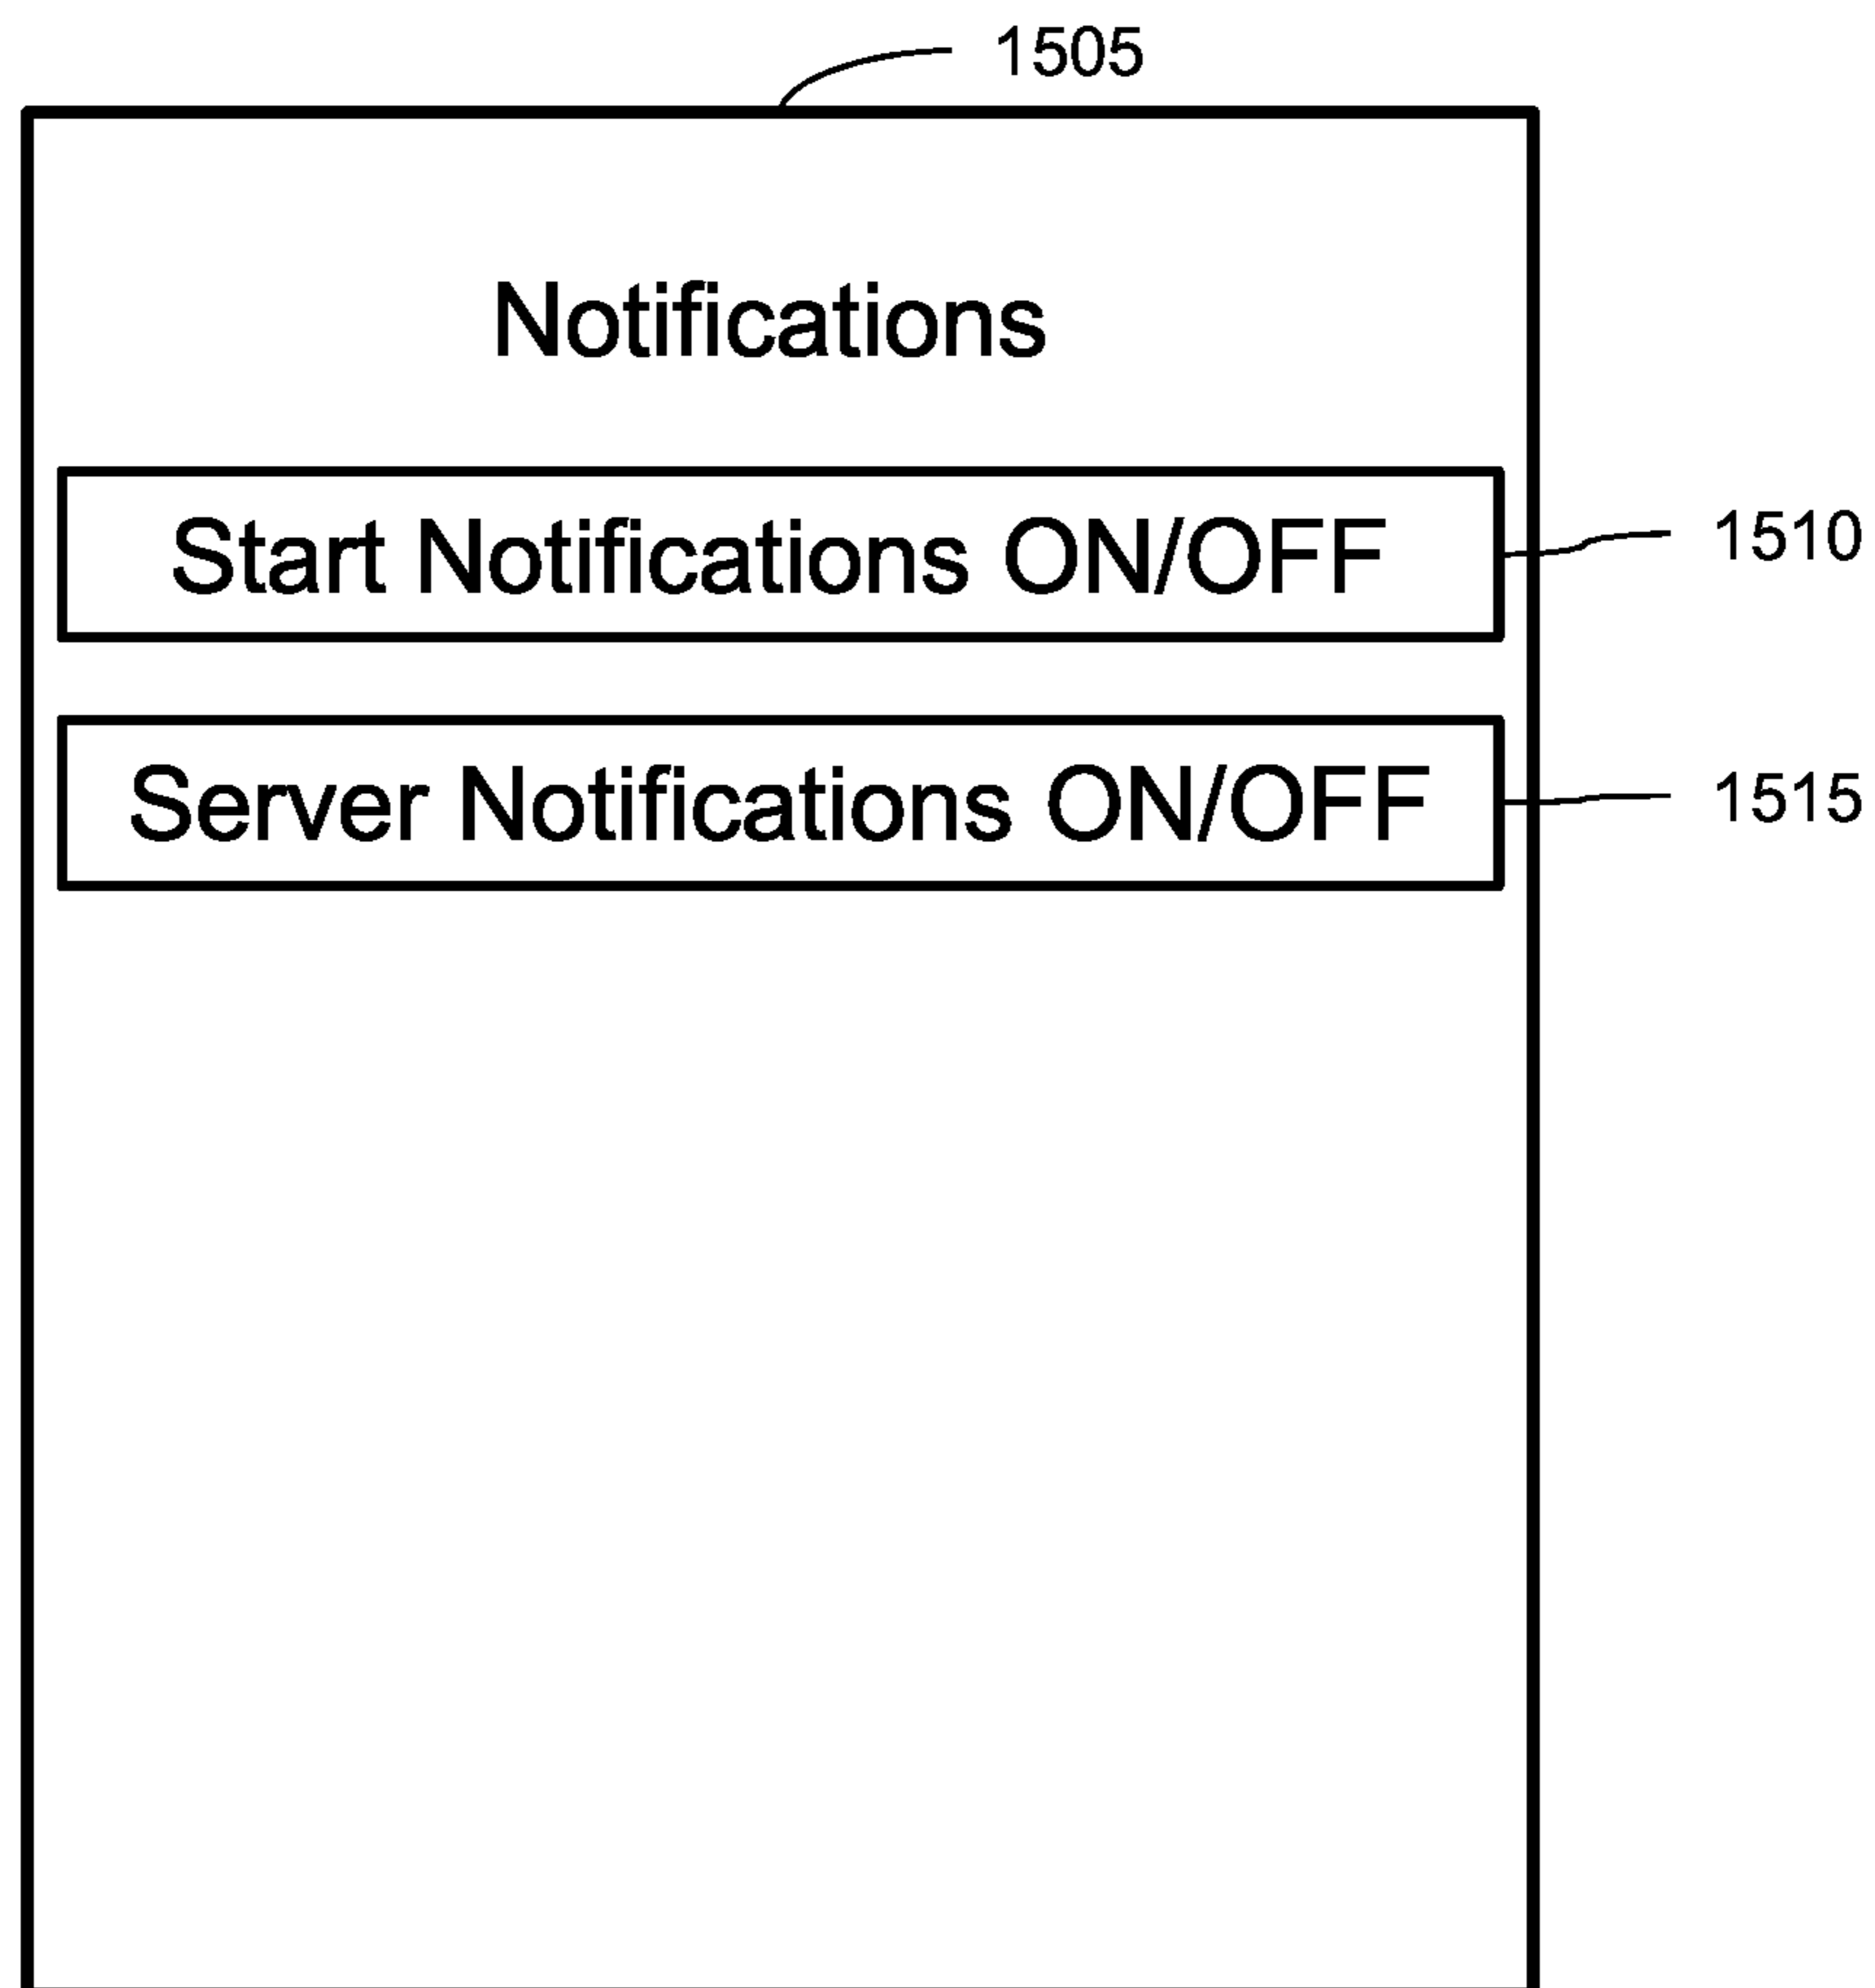 1505
Notifications
Start Notifications ON/OFF
1510
Server Notifications ON/OFF
1515